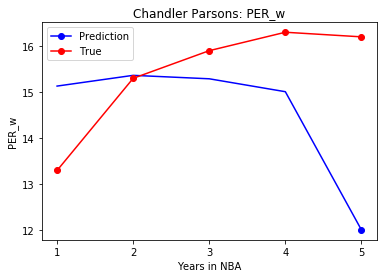 Chandler Parsons: PER_w
Prediction
True
16
15
14
13
12
PER_w
1 2 3 4 5
Years in NBA